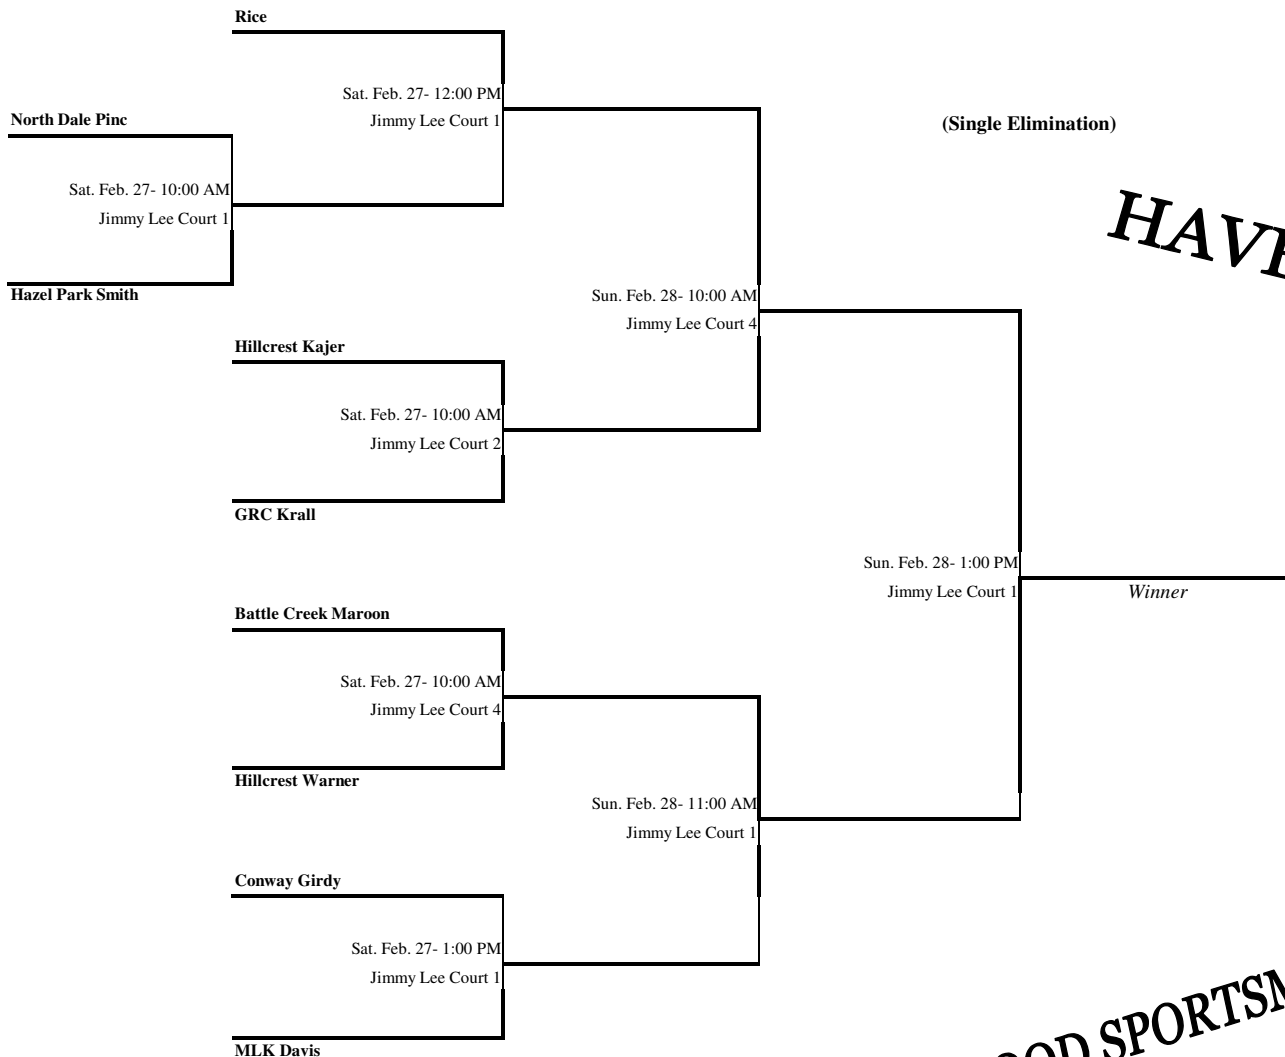 Rice
Sat. Feb. 27- 12:00 PM
Jimmy Lee Court 1
(Single Elimination)
North Dale Pinc
Sat. Feb. 27- 10:00 AM
Jimmy Lee Court 1
HAVE
Hazel Park Smith
Sun. Feb. 28- 10:00 AM
Jimmy Lee Court 4
Hillcrest Kajer
Sat. Feb. 27- 10:00 AM
Jimmy Lee Court 2
GRC Krall
Sun. Feb. 28- 1:00 PM
Jimmy Lee Court 1
Winner
Battle Creek Maroon
Sat. Feb. 27- 10:00 AM
Jimmy Lee Court 4
Hillcrest Warner
Sun. Feb. 28- 11:00 AM
Jimmy Lee Court 1
Conway Girdy
Sat. Feb. 27- 1:00 PM
Jimmy Lee Court 1
MLK Davis